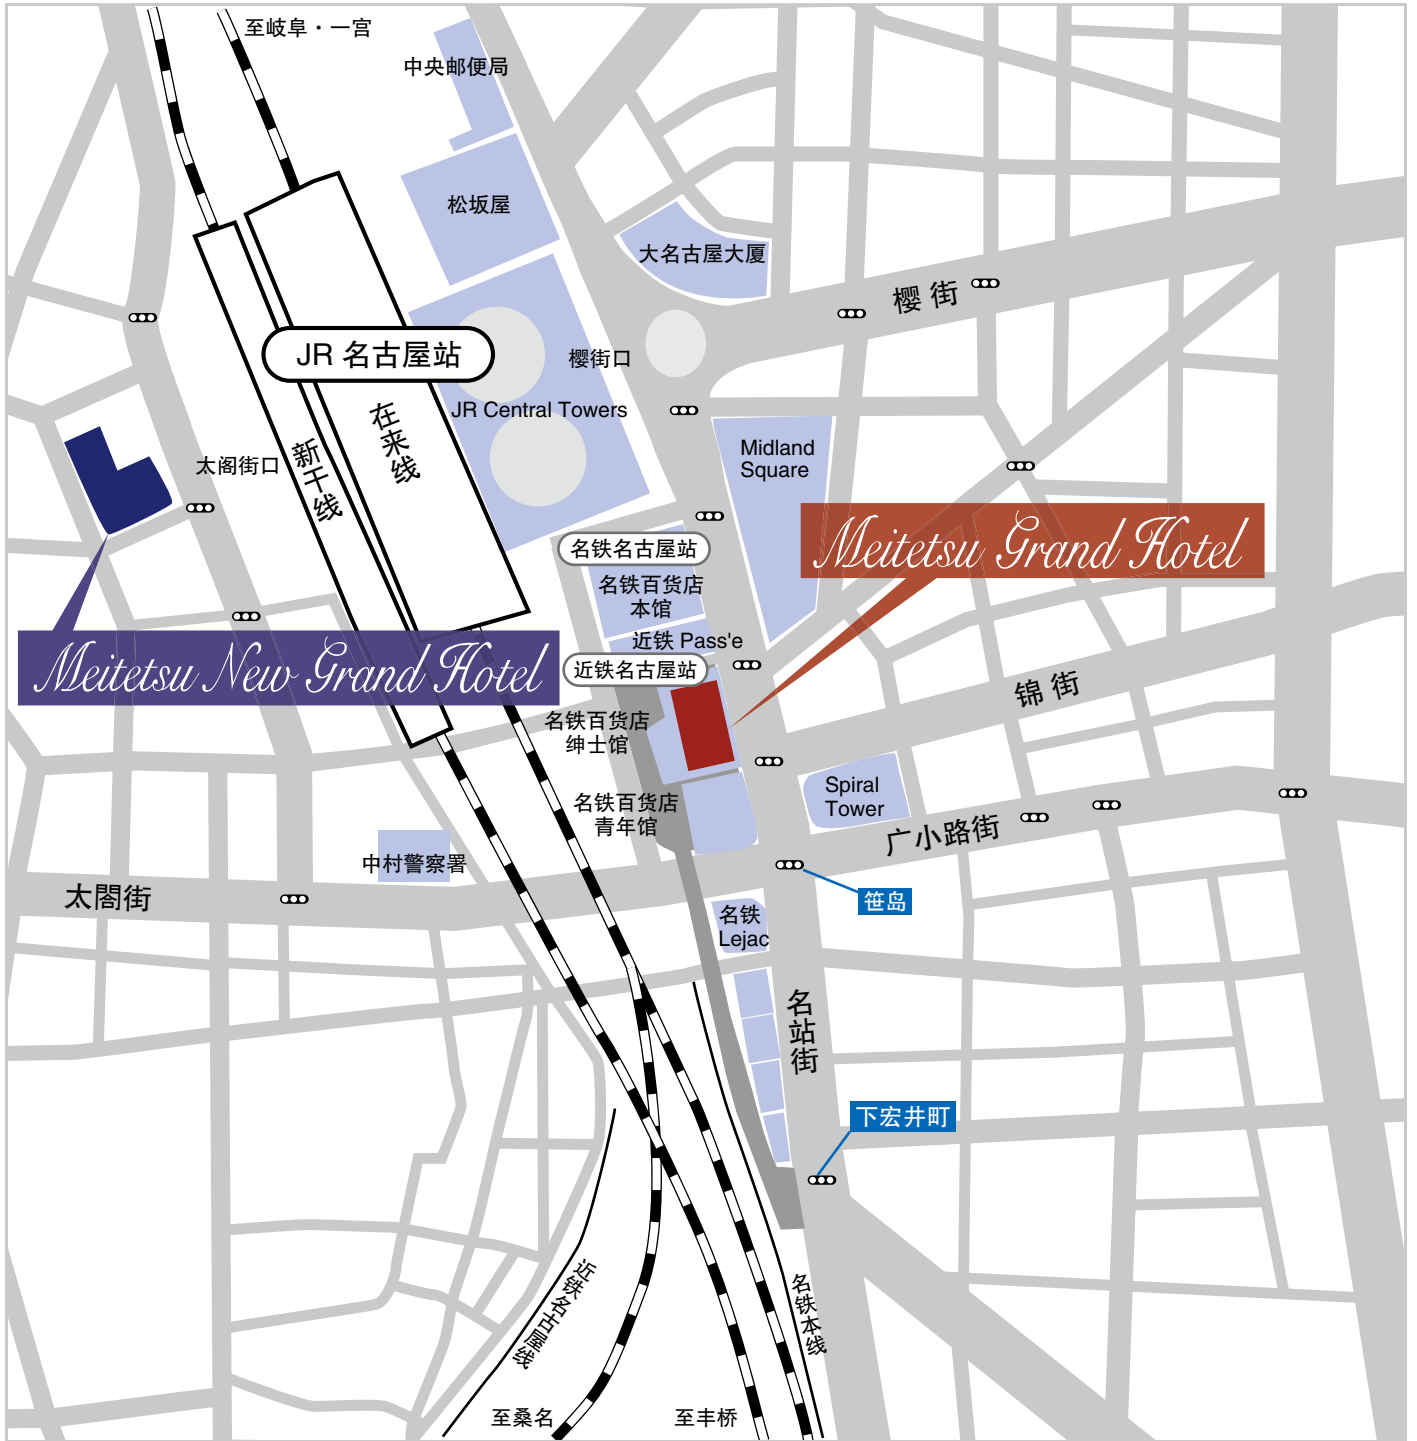 至岐阜・一宫
中央邮便局
松坂屋
大名古屋大厦
樱街
JR 名古屋站
樱街口
JR Central Towers
在来线
新干线
太阁街口
Midland
Square
名铁名古屋站
Meitetsu Grand Hotel
名铁百货店
本馆
近铁 Pass'e
近铁名古屋站
Meitetsu New Grand Hotel
锦街
名铁百货店
绅士馆
名铁百货店
青年馆
Spiral
Tower
广小路街
中村警察署
太閤街
笹岛
名铁
Lejac
名站街
下宏井町
近铁名古屋线
名铁本线
至桑名
至丰桥